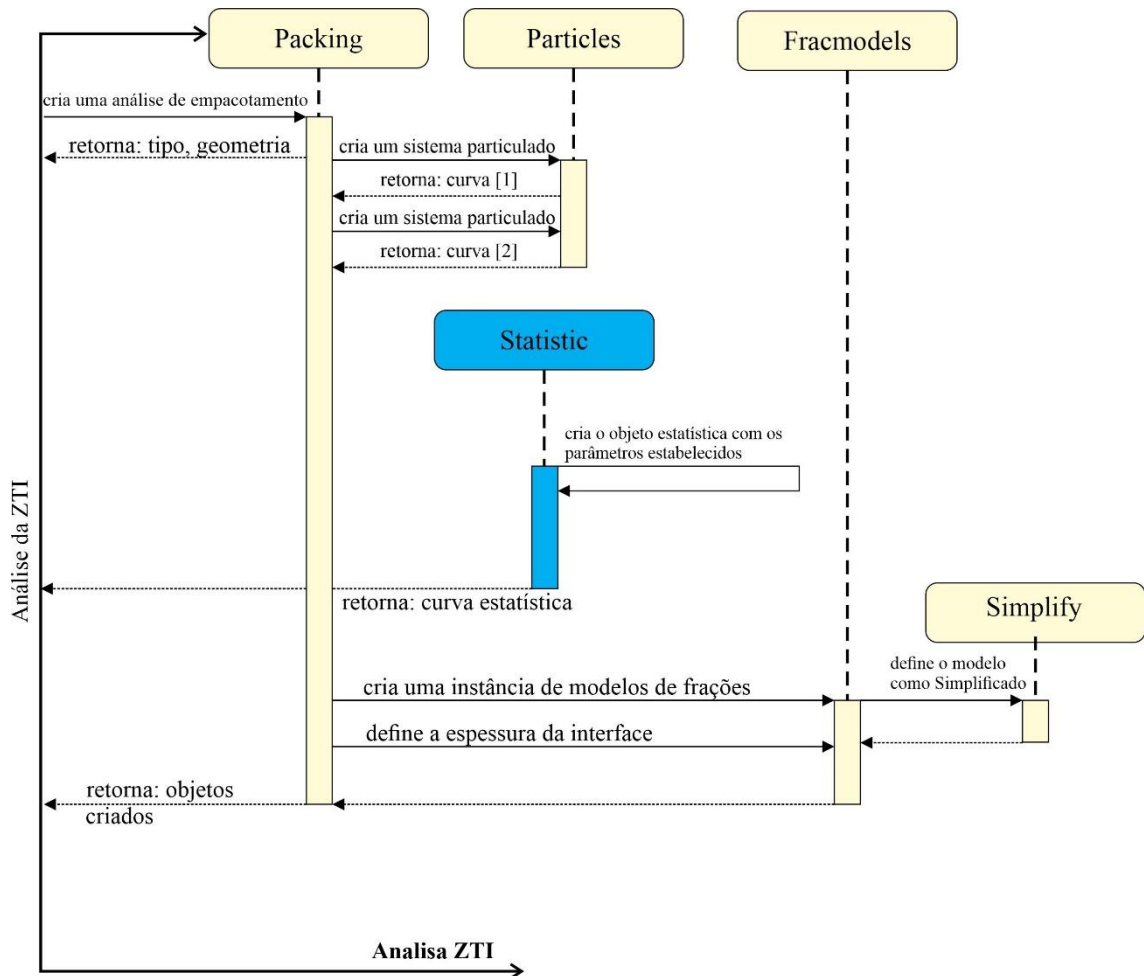 Packing
Particles
Fracmodels
cria uma análise de empacotamento
retorna: tipo, geometria
cria um sistema particulado
retorna: curva [1]
cria um sistema particulado
retorna: curva [2]
Statistic
cria o objeto estatística com os
parâmetros estabelecidos
Análise da ZTI
retorna: curva estatística
Simplify
define o modelo
como Simplificado
cria uma instância de modelos de frações
define a espessura da interface
retorna: objetos
criados
Analisa ZTI